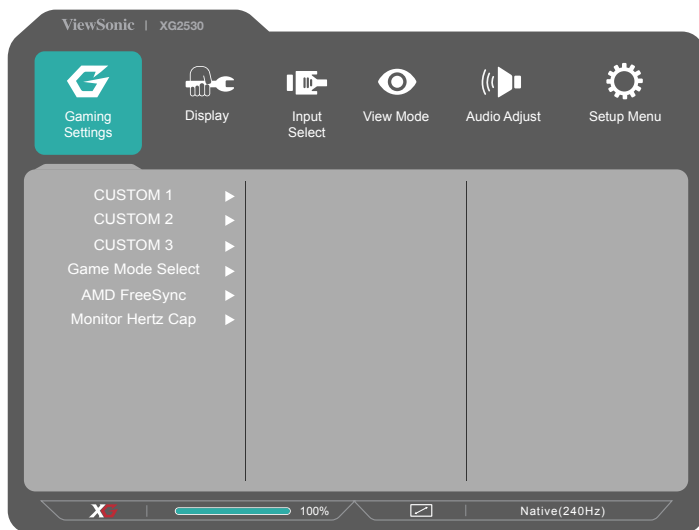 ViewSonic | XG2530
Gaming
Settings
Display
Input
Select
View Mode
Audio Adjust
Setup Menu
CUSTOM 1
CUSTOM 2
CUSTOM 3
Game Mode Select
AMD FreeSync
Monitor Hertz Cap
XG
100%
Native(240Hz)